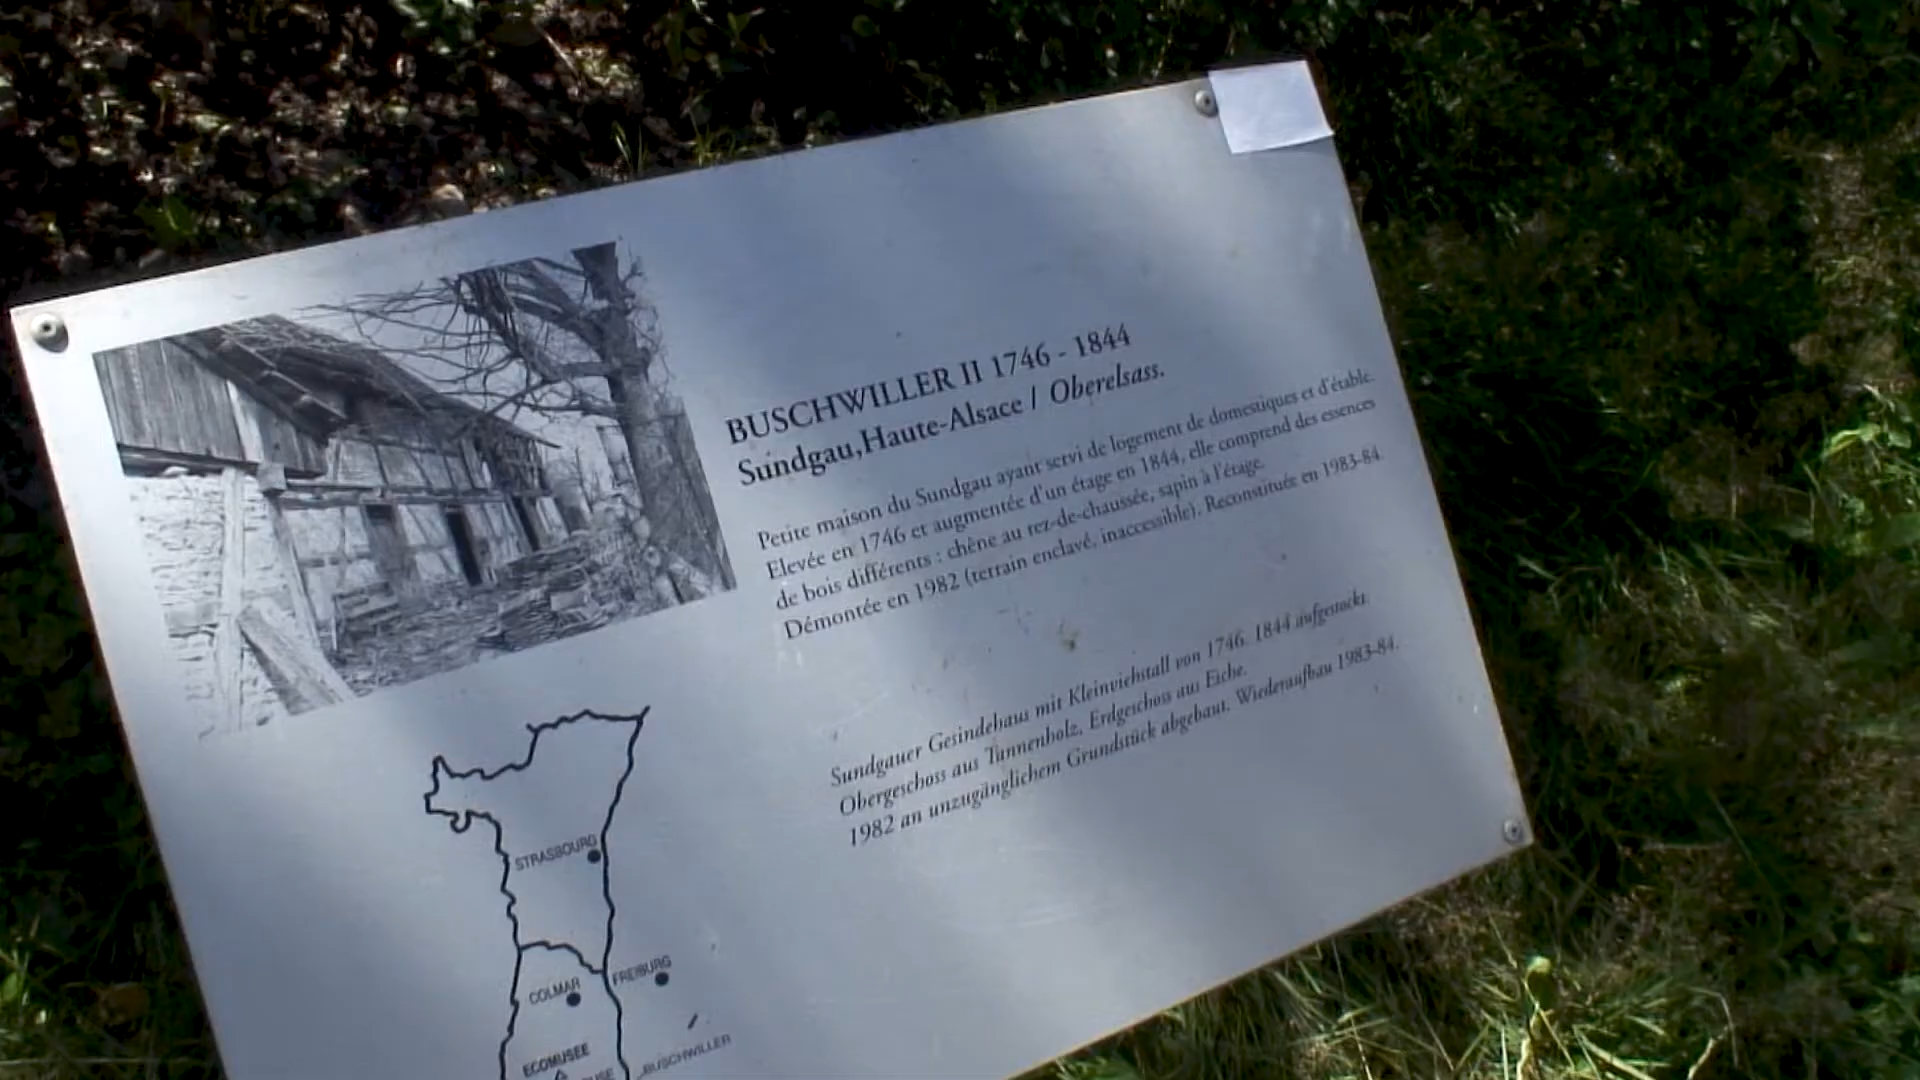 BUSCHWILLER II 1746 - 1844
Sundgau,Haute-Alsace / Oberelsass.
Petite maison du Sundgau ayant servi de logement de domestiques et d'étable.
Elevée en 1746 et augmentée d'un étage en 1844, elle comprend des essences
de bois différents : chêne au rez-de-chaussée, sapin à l'étage.
Démontée en 1982 (terrain enclavé, inaccessible). Reconstituée en 1983-84.
Sundgauer Gesindehaus mit Kleinviehstall von 1746. 1844 aufgestockt.
Obergeschoss aus Tannenholz, Erdgeschoss aus Eiche.
1982 an unzugänglichem Grundstück abgebaut. Wiederaufbau 1983-84.
STRASBOURG
COLMAR
FREIBURG
ECOMUSEE
BUSCHWILLER